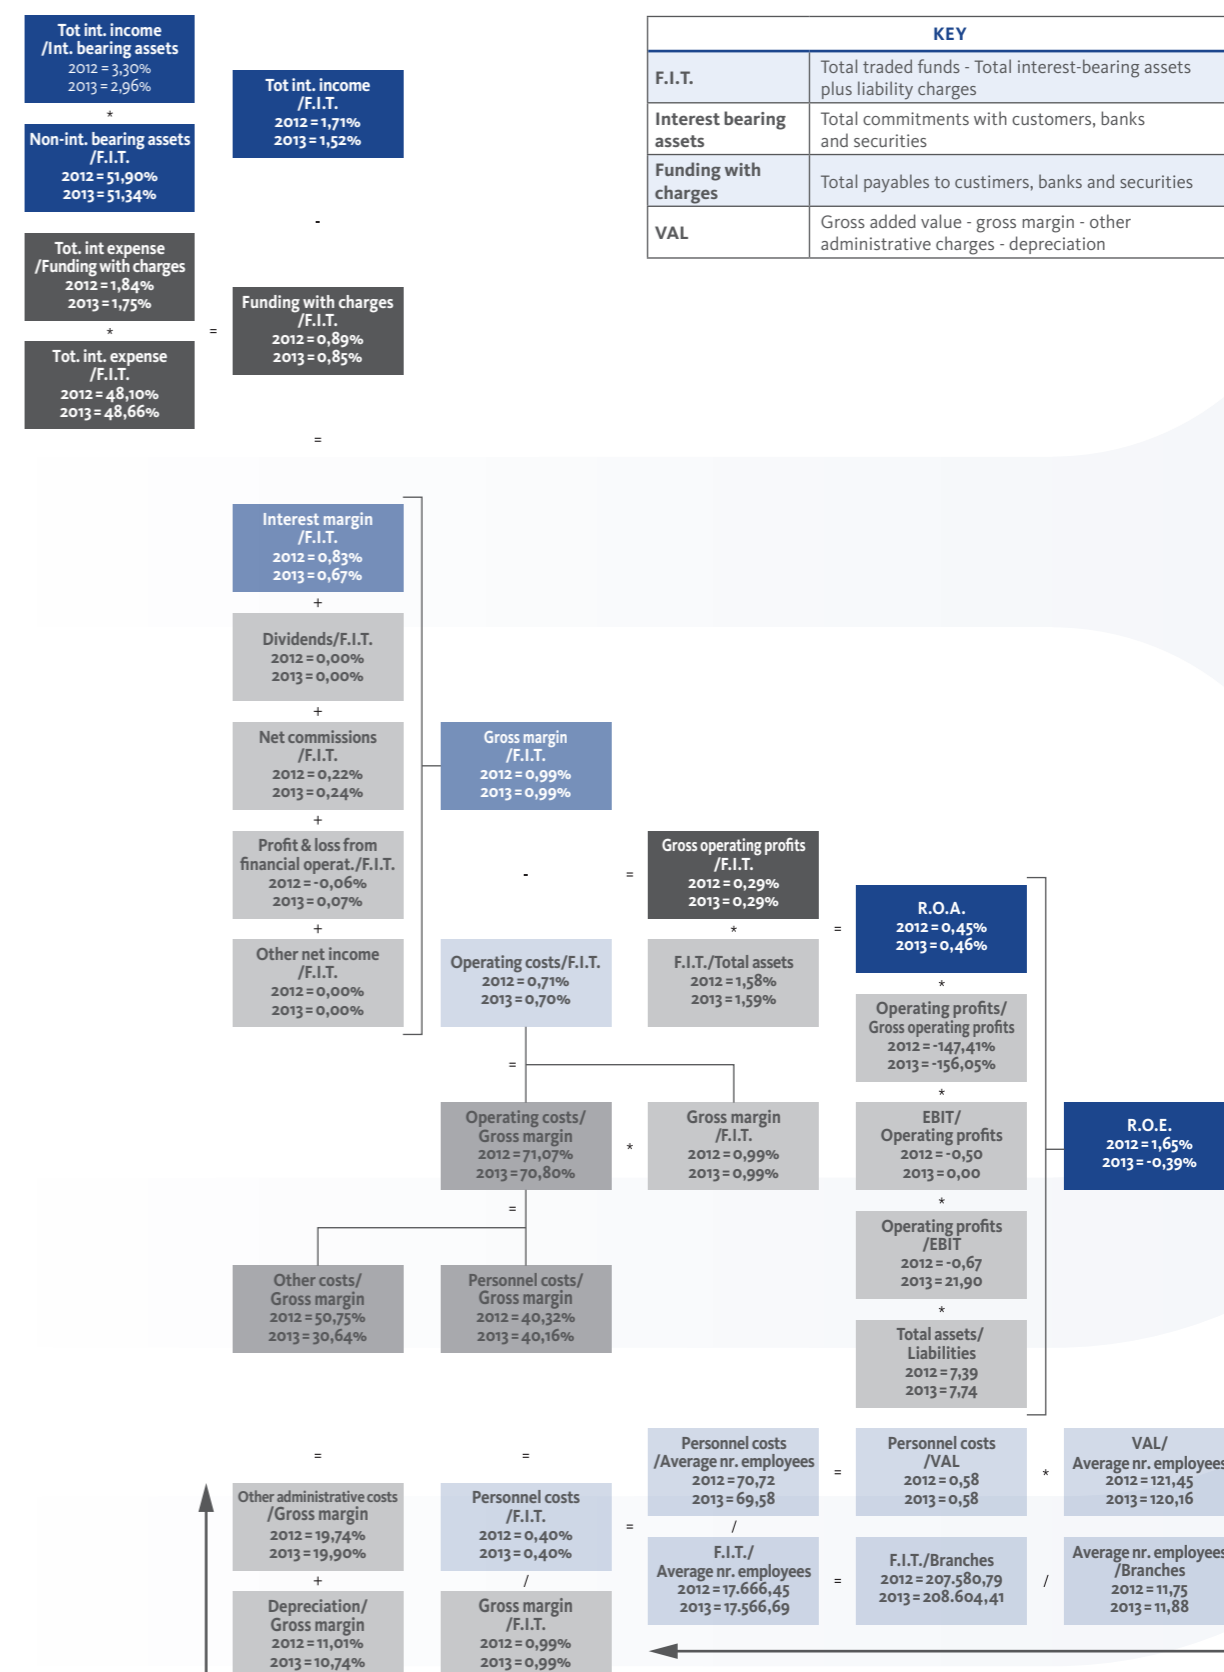 Tot int. income
/Int. bearing assets
2012 = 3,30%
2013 = 2,96%
*
Non-int. bearing assets
/F.I.T.
2012 = 51,90%
2013 = 51,34%
Tot int. income
/F.I.T.
2012 = 1,71%
2013 = 1,52%
-
KEY
F.I.T.
Total traded funds - Total interest-bearing assets
plus liability charges
Interest bearing
assets
Total commitments with customers, banks
and securities
Funding with
charges
Total payables to custimers, banks and securities
VAL
Gross added value - gross margin - other
administrative charges - depreciation
Tot. int expense
/Funding with charges
2012 = 1,84%
2013 = 1,75%
*
=
Tot. int. expense
/F.I.T.
2012 = 48,10%
2013 = 48,66%
Funding with charges
/F.I.T.
2012 = 0,89%
2013 = 0,85%
=
Interest margin
/F.I.T.
2012 = 0,83%
2013 = 0,67%
+
Dividends/F.I.T.
2012 = 0,00%
2013 = 0,00%
+
Net commissions
/F.I.T.
2012 = 0,22%
2013 = 0,24%
+
Profit & loss from
financial operat./F.I.T.
2012 = -0,06%
2013 = 0,07%
+
Other net income
/F.I.T.
2012 = 0,00%
2013 = 0,00%
Gross margin
/F.I.T.
2012 = 0,99%
2013 = 0,99%
-
Operating costs/F.I.T.
2012 = 0,71%
2013 = 0,70%
=
Gross operating profits
/F.I.T.
2012 = 0,29%
2013 = 0,29%
*
F.I.T./Total assets
2012 = 1,58%
2013 = 1,59%
=
R.O.A.
2012 = 0,45%
2013 = 0,46%
*
Operating profits/
Gross operating profits
2012 = -147,41%
2013 = -156,05%
*
EBIT/
Operating profits
2012 = -0,50
2013 = 0,00
*
Operating profits
/EBIT
2012 = -0,67
2013 = 21,90
*
Total assets/
Liabilities
2012 = 7,39
2013 = 7,74
R.O.E.
2012 = 1,65%
2013 = -0,39%
=
Operating costs/
Gross margin
2012 = 71,07%
2013 = 70,80%
*
Gross margin
/F.I.T.
2012 = 0,99%
2013 = 0,99%
=
Other costs/
Gross margin
2012 = 50,75%
2013 = 30,64%
Personnel costs/
Gross margin
2012 = 40,32%
2013 = 40,16%
=
=
Other administrative costs
/Gross margin
2012 = 19,74%
2013 = 19,90%
+
Depreciation/
Gross margin
2012 = 11,01%
2013 = 10,74%
Personnel costs
/F.I.T.
2012 = 0,40%
2013 = 0,40%
/
Gross margin
/F.I.T.
2012 = 0,99%
2013 = 0,99%
=
Personnel costs
/Average nr. employees
2012 = 70,72
2013 = 69,58
/
F.I.T./
Average nr. employees
2012 = 17.666,45
2013 = 17.566,69
=
Personnel costs
/VAL
2012 = 0,58
2013 = 0,58
*
VAL/
Average nr. employees
2012 = 121,45
2013 = 120,16
=
F.I.T./Branches
2012 = 207.580,79
2013 = 208.604,41
/
Average nr. employees
/Branches
2012 = 11,75
2013 = 11,88